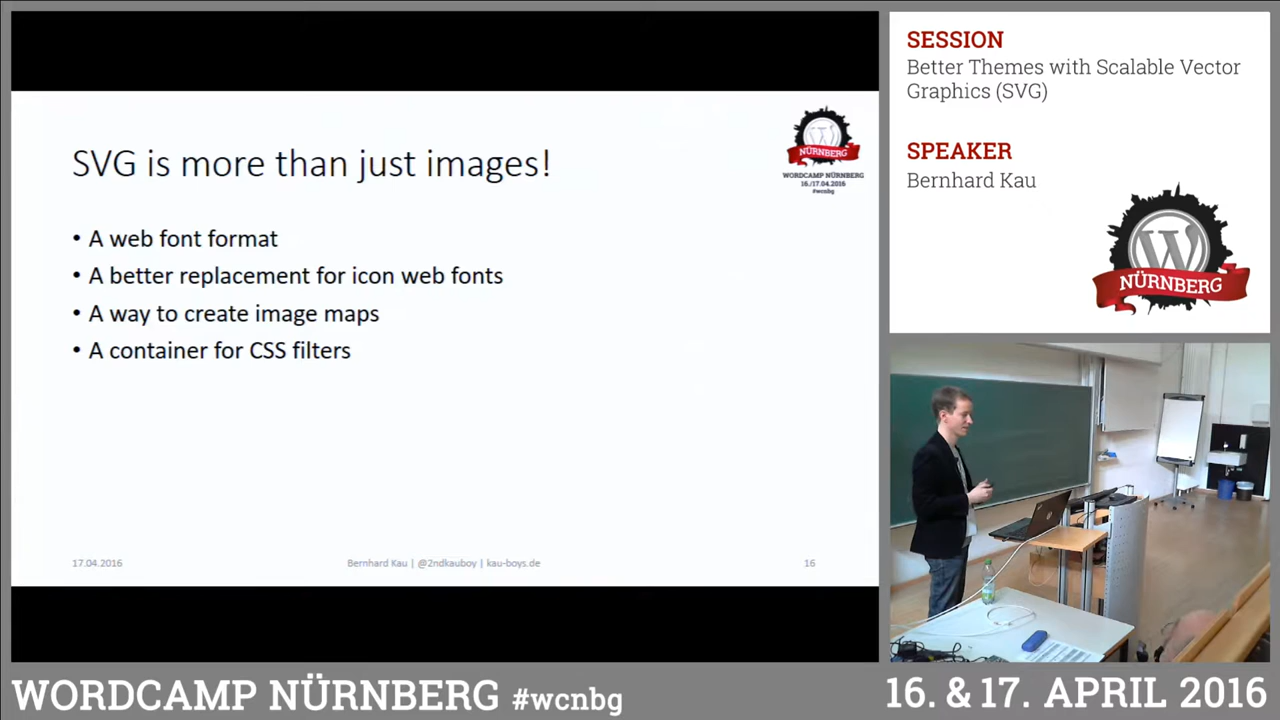 SVG is more than just images!
NÜRNBERG
WORDCAMP NÜRNBERG
16./17.04.2016
#wcnbg
• A web font format
• A better replacement for icon web fonts
• A way to create image maps
• A container for CSS filters
17.04.2016
Bernhard Kau | @2ndkauboy | kau-boys.de
16
SESSION
Better Themes with Scalable Vector
Graphics (SVG)
SPEAKER
Bernhard Kau
NÜRNBERG
WORDCAMP NÜRNBERG #wcnbg
16. & 17. APRIL 2016